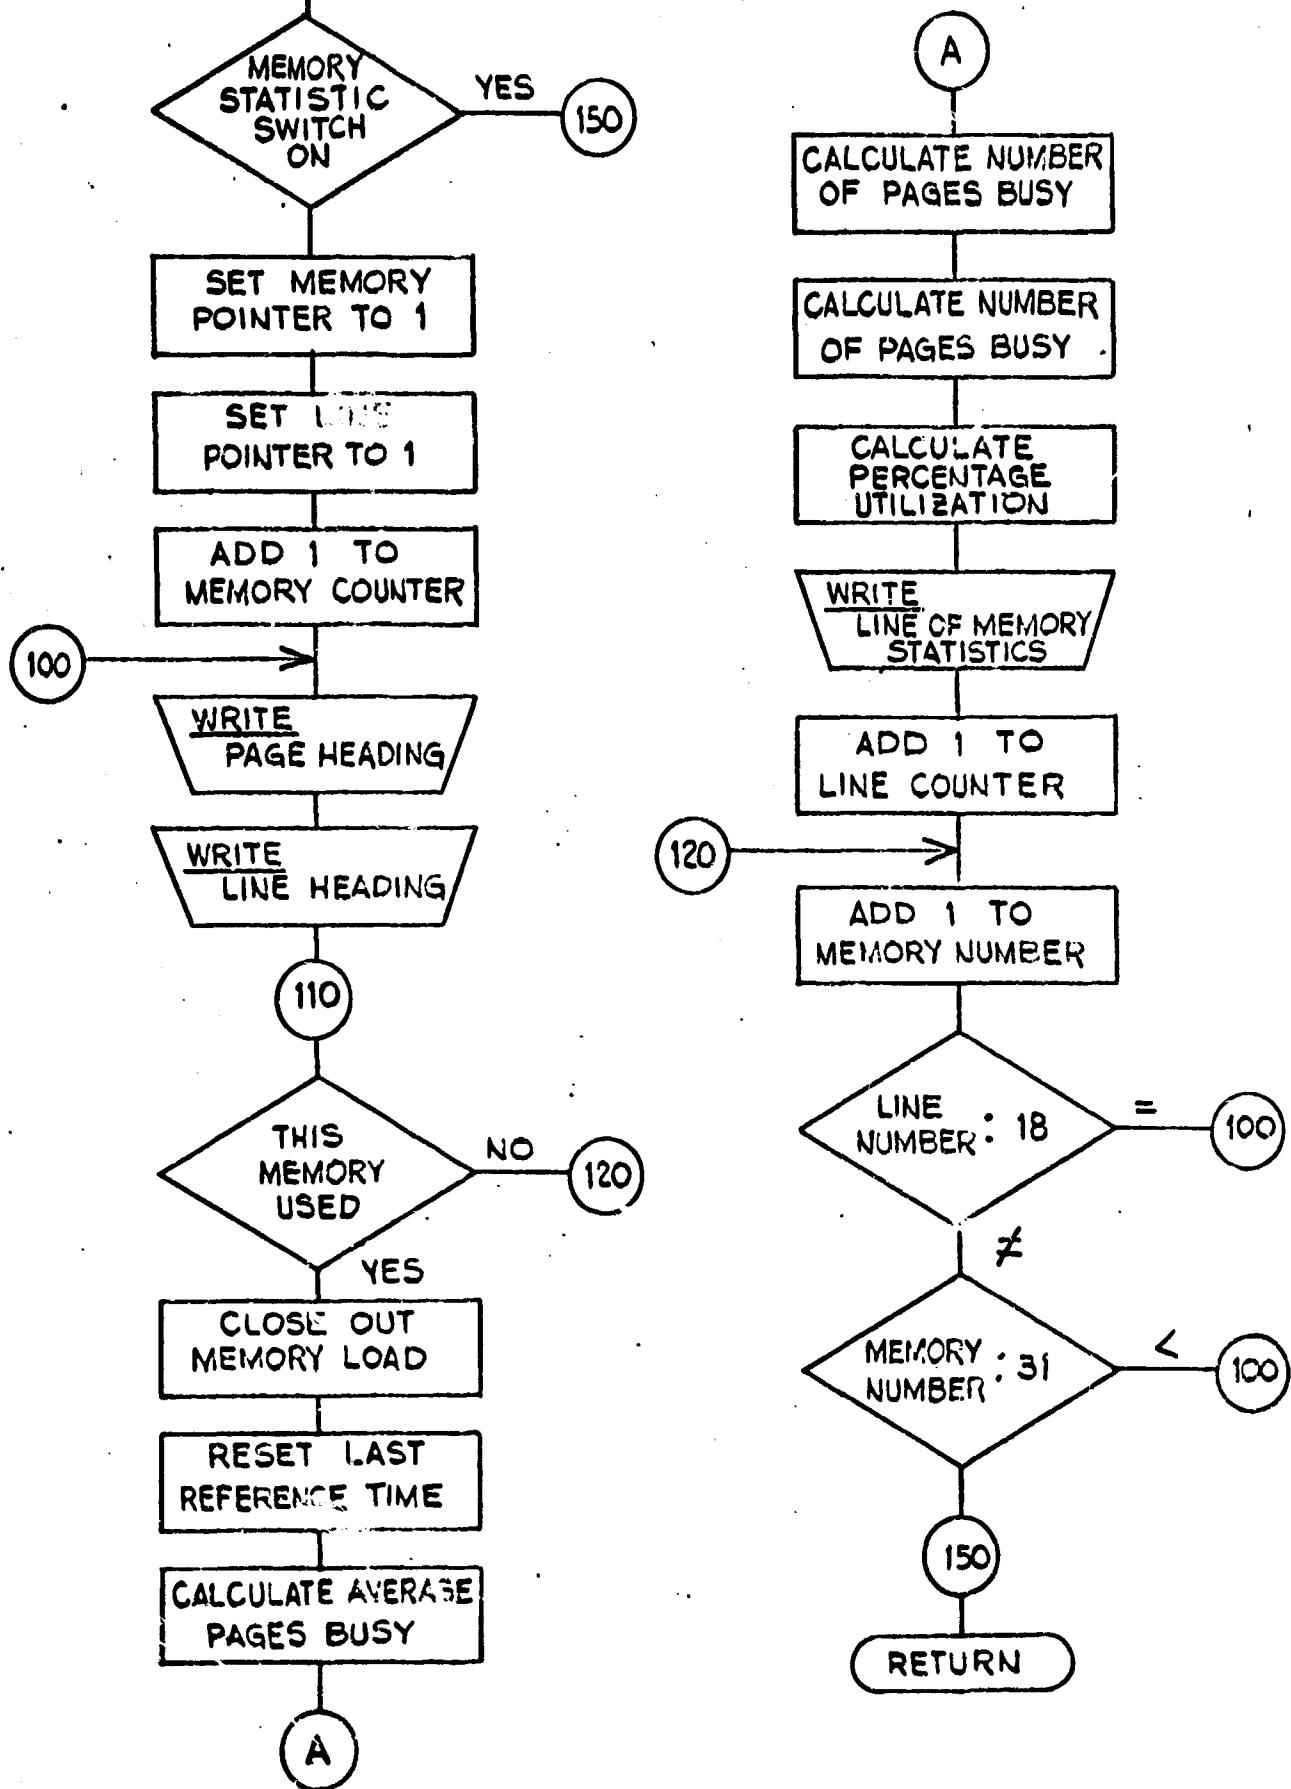 MEMORY
STATISTIC
SWITCH
ON
YES
150
SET MEMORY
POINTER TO 1
SET
POINTER TO 1
ADD 1 TO
MEMORY COUNTER
100
WRITE
PAGE HEADING
WRITE
LINE HEADING
110
THIS
MEMORY
USED
NO
120
YES
CLOSE OUT
MEMORY LOAD
RESET LAST
REFERENCE TIME
CALCULATE AVERAGE
PAGES BUSY
A
A
CALCULATE NUMBER
OF PAGES BUSY
CALCULATE NUMBER
OF PAGES BUSY
CALCULATE
PERCENTAGE
UTILIZATION
WRITE
LINE OF MEMORY
STATISTICS
ADD 1 TO
LINE COUNTER
120
ADD 1 TO
MEMORY NUMBER
LINE
NUMBER : 18
=
100
≠
MEMORY
NUMBER : 31
<
100
150
RETURN